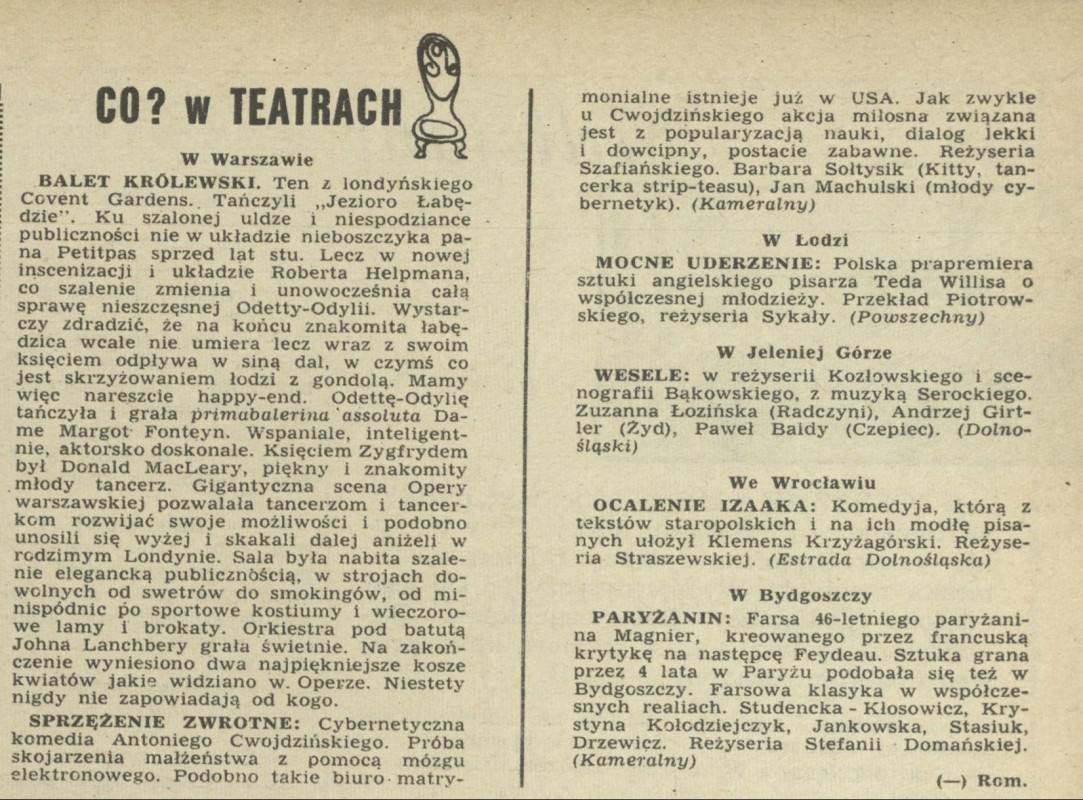 CO? w TEATRACH
W Warszawie
BALET KRÓLEWSKI. Ten z londyńskiego
Covent Gardens. Tańczyli „Jezioro Łabę-
dzie”. Ku szalonej uldze i niespodziance
publiczności nie w układzie nieboszczyka pa-
na Petitpas sprzed lat stu. Lecz w nowej
inscenizacji i układzie Roberta Helpmana,
co szalenie zmienia i unowocześnia całą
sprawę nieszczęsnej Odetty-Odylii. Wystar-
czy zdradzić, że na końcu znakomita łabę-
dzica wcale nie umiera lecz wraz z swoim
księciem odpływa w siną dal, w czymś co
jest skrzyżowaniem łodzi z gondolą. Mamy
więc nareszcie happy-end. Odettę-Odylię
tańczyła i grała primabalerina assoluta Da-
me Margot Fonteyn. Wspaniale, inteligent-
nie, aktorsko doskonale. Księciem Zygfrydem
był Donald MacLeary, piękny i znakomity
młody tancerz. Gigantyczna scena Opery
warszawskiej pozwalała tancerzom i tancer-
kom rozwijać swoje możliwości i podobno
unosili się wyżej i skakali dalej aniżeli w
rodzimym Londynie. Sala była nabita szale-
nie elegancką publicznością, w strojach do-
wolnych od swetrów do smokingów, od mi-
nispódnic po sportowe kostiumy i wieczoro-
we lamy i brokaty. Orkiestra pod batutą
Johna Lanchbery grała świetnie. Na zakoń-
czenie wyniesiono dwa najpiękniejsze kosze
kwiatów jakie widziano w Operze. Niestety
nigdy nie zapowiadają od kogo.
SPRZĘŻENIE ZWROTNE: Cybernetyczna
komedia Antoniego Cwojdzińskiego. Próba
skojarzenia małżeństwa z pomocą mózgu
elektronowego. Podobno takie biuro matry-
monialne istnieje już w USA. Jak zwykle
u Cwojdzińskiego akcja miłosna związana
jest z popularyzacją nauki, dialog lekki
i dowcipny, postacie zabawne. Reżyseria
Szafiańskiego. Barbara Sołtysik (Kitty, tan-
cerka strip-teasu), Jan Machulski (młody cy-
bernetyk). (Kameralny)
W Łodzi
MOCNE UDERZENIE: Polska prapremiera
sztuki angielskiego pisarza Teda Willisa o
współczesnej młodzieży. Przekład Piotrow-
skiego, reżyseria Sykały. (Powszechny)
W Jeleniej Górze
WESELE: w reżyserii Kozłowskiego i sce-
nografii Bąkowskiego, z muzyką Serockiego.
Zuzanna Łozińska (Radczyni), Andrzej Girt-
ler (Żyd), Paweł Baldy (Czepiec). (Dolno-
śląski)
We Wrocławiu
OCALENIE IZAAKA: Komedyja, którą z
tekstów staropolskich i na ich modłę pisa-
nych ułożył Klemens Krzyżagórski. Reżyse-
ria Straszewskiej. (Estrada Dolnośląska)
W Bydgoszczy
PARYŻANIN: Farsa 46-letniego paryżani-
na Magnier, kreowanego przez francuską
krytykę na następcę Feydeau. Sztuka grana
przez 4 lata w Paryżu podobała się też w
Bydgoszczy. Farsowa klasyka w współcze-
snych realiach. Studencka - Kłosowicz, Kry-
styna Kołodziejczyk, Jankowska, Stasiuk,
Drzewicz. Reżyseria Stefanii Domańskiej.
(Kameralny)
(—) Rom.